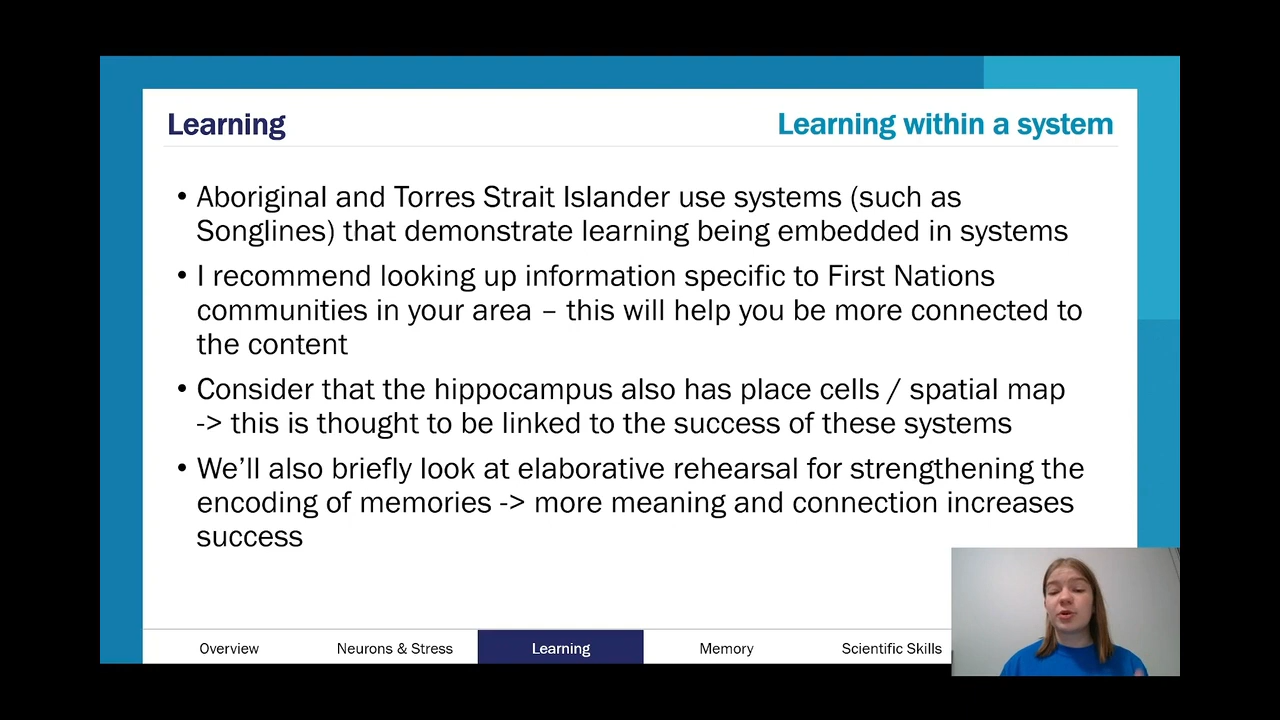 Learning
Learning within a system
• Aboriginal and Torres Strait Islander use systems (such as
Songlines) that demonstrate learning being embedded in systems
• I recommend looking up information specific to First Nations
communities in your area – this will help you be more connected to
the content
• Consider that the hippocampus also has place cells / spatial map
-> this is thought to be linked to the success of these systems
• We’ll also briefly look at elaborative rehearsal for strengthening the
encoding of memories -> more meaning and connection increases
success
Overview
Neurons & Stress
Learning
Memory
Scientific Skills